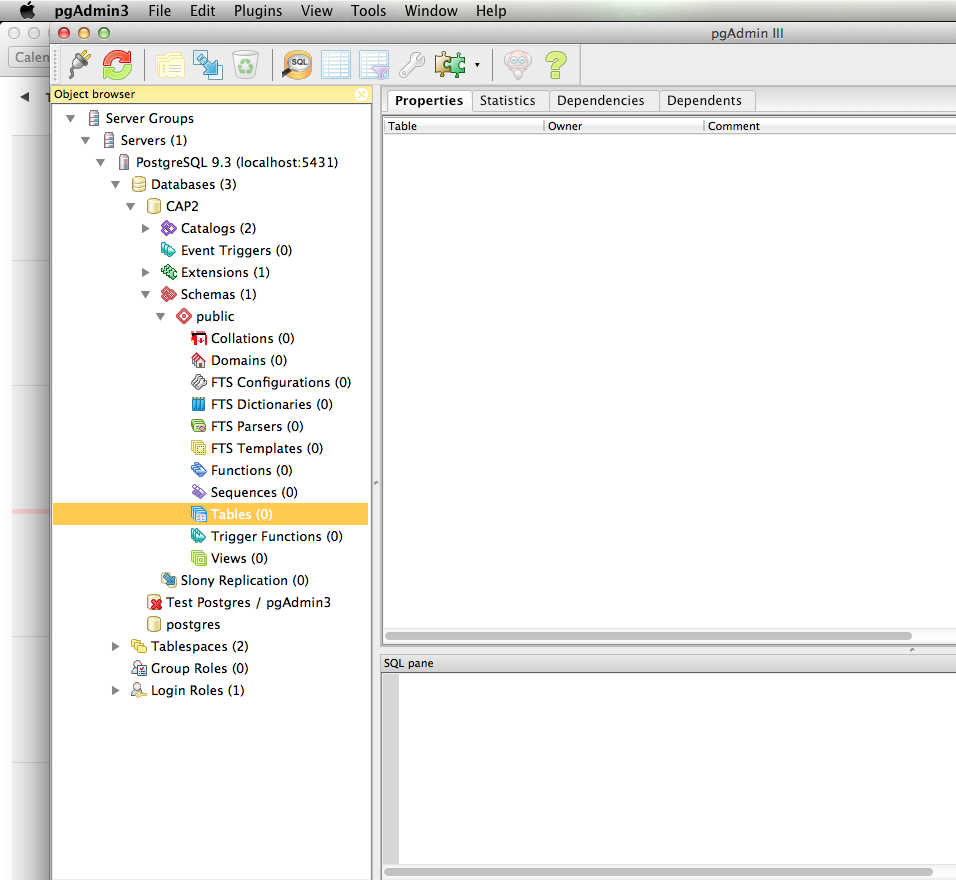 pgAdmin3 File Edit Plugins View Tools Window Help
pgAdmin III
Calen
SQL
Object browser
Properties Statistics Dependencies Dependents
Table Owner Comment
Server Groups
Servers (1)
PostgreSQL 9.3 (localhost:5431)
Databases (3)
CAP2
Catalogs (2)
Event Triggers (0)
Extensions (1)
Schemas (1)
public
Collations (0)
Domains (0)
FTS Configurations (0)
FTS Dictionaries (0)
FTS Parsers (0)
FTS Templates (0)
Functions (0)
Sequences (0)
Tables (0)
Trigger Functions (0)
Views (0)
Slony Replication (0)
Test Postgres / pgAdmin3
postgres
Tablespaces (2)
Group Roles (0)
Login Roles (1)
SQL pane